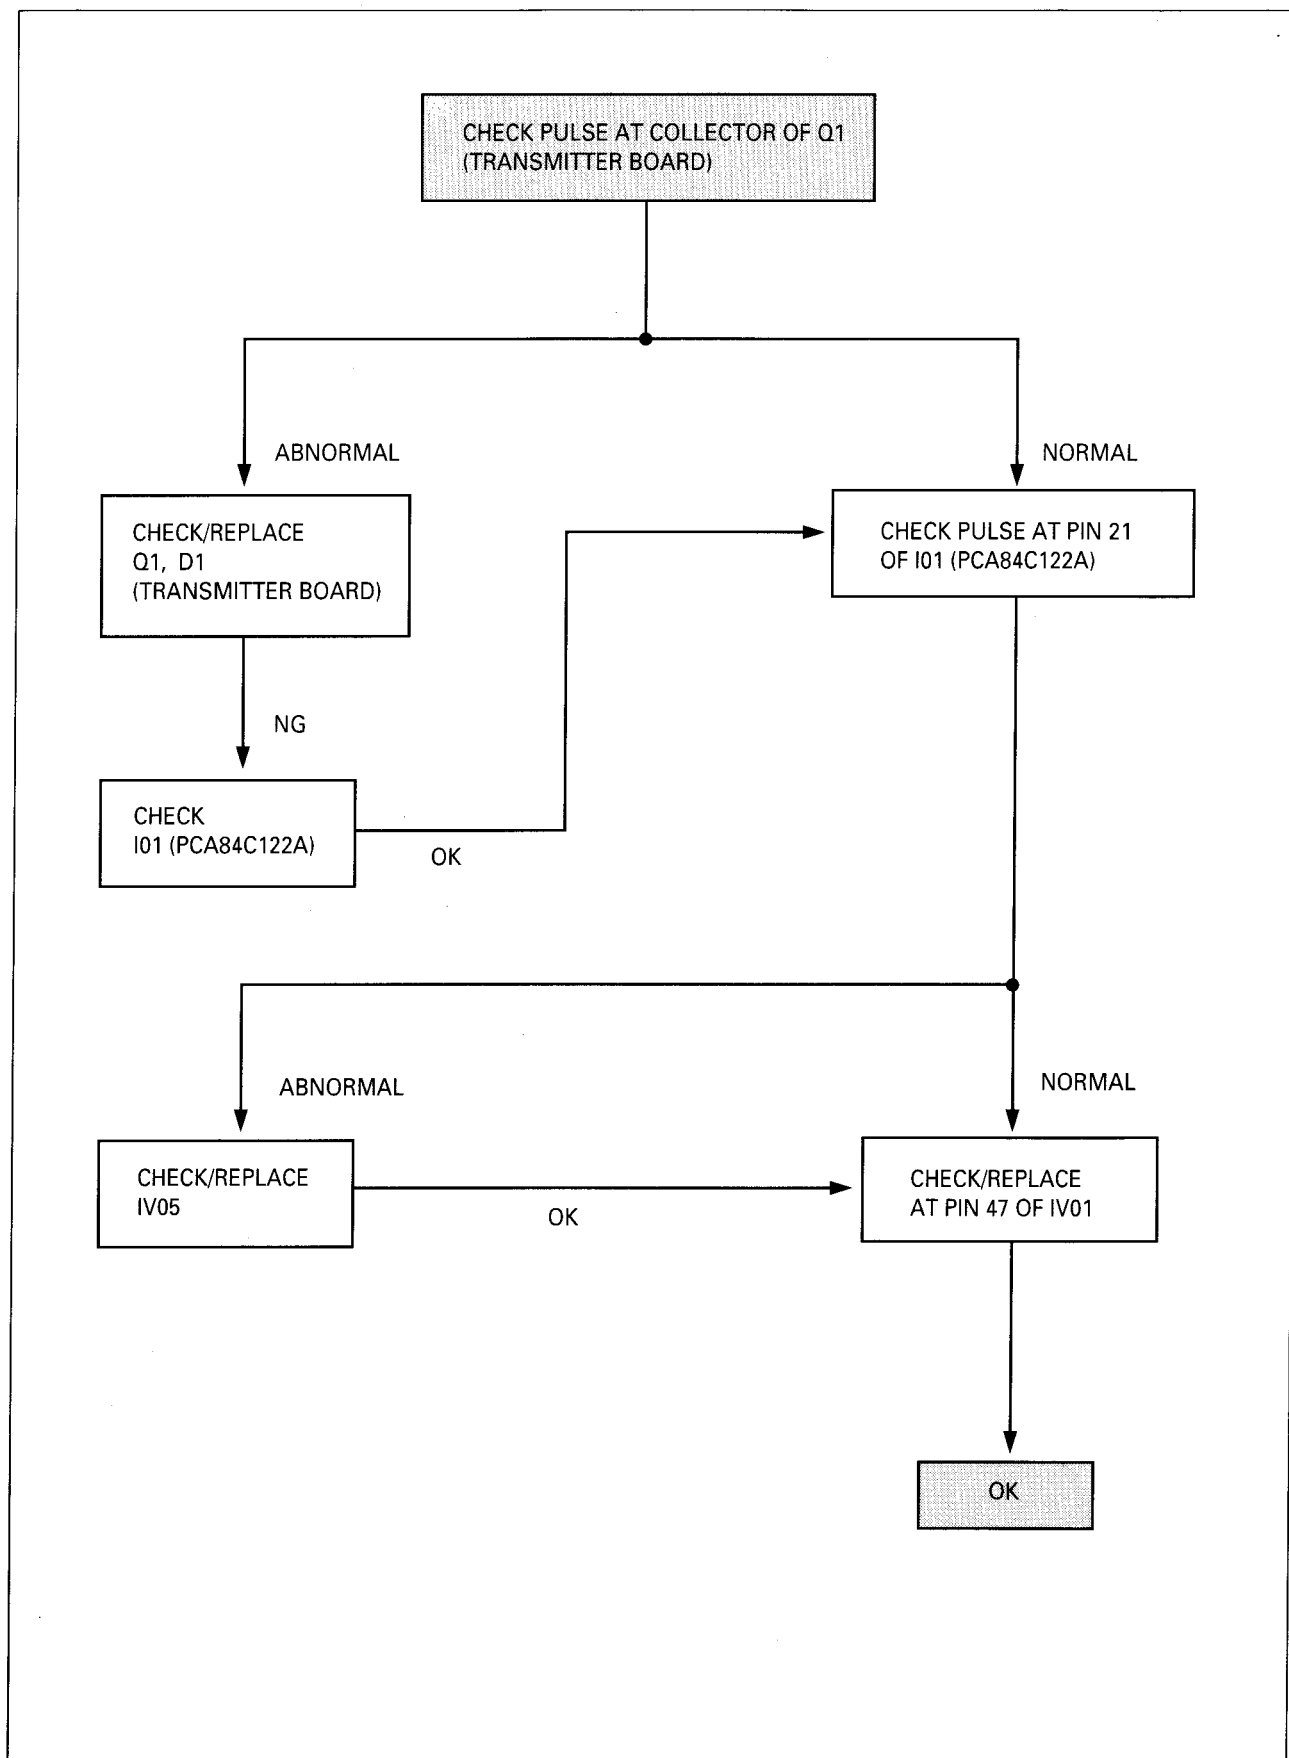 CHECK PULSE AT COLLECTOR OF Q1
(TRANSMITTER BOARD)
ABNORMAL
NORMAL
CHECK/REPLACE
Q1, D1
(TRANSMITTER BOARD)
CHECK PULSE AT PIN 21
OF I01 (PCA84C122A)
NG
CHECK
I01 (PCA84C122A)
OK
ABNORMAL
NORMAL
CHECK/REPLACE
IV05
OK
CHECK/REPLACE
AT PIN 47 OF IV01
OK